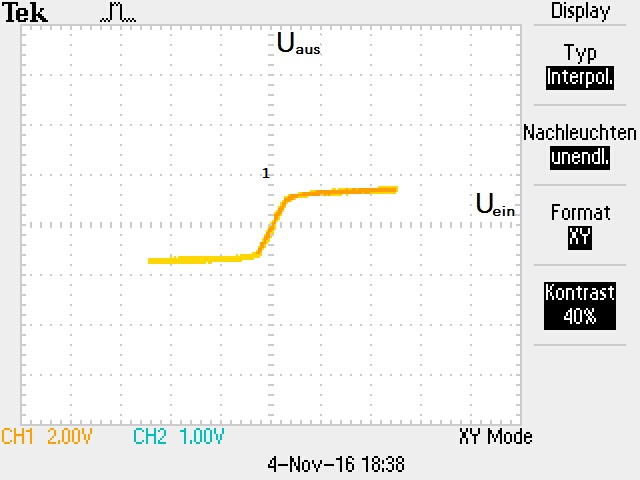 Tek
Display
Typ
Interpol.
Nachleuchten
unendl.
Format
XY
Kontrast
40%
Uaus
1
Uein
CH1 2.00V
CH2 1.00V
XY Mode
4-Nov-16 18:38